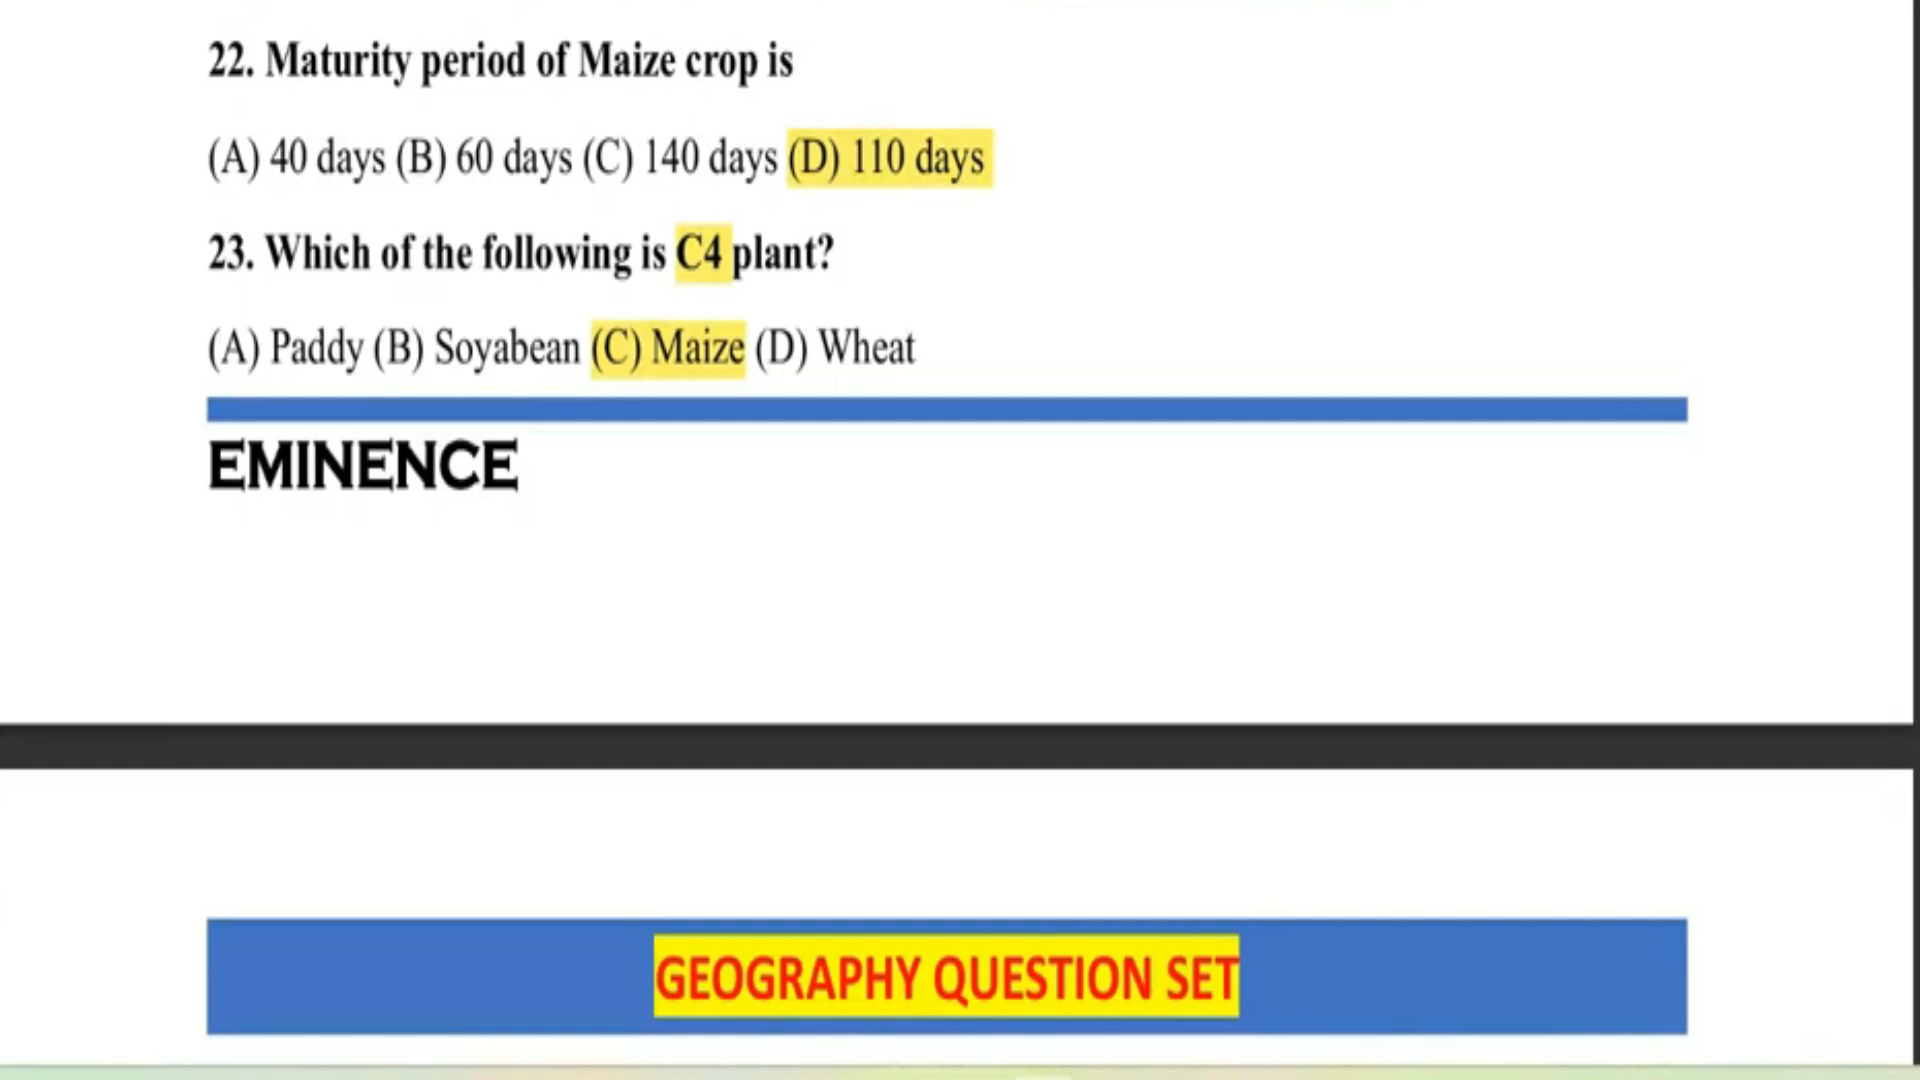 22. Maturity period of Maize crop is
(A) 40 days (B) 60 days (C) 140 days (D) 110 days
23. Which of the following is C4 plant?
(A) Paddy (B) Soyabean (C) Maize (D) Wheat
EMINENCE
GEOGRAPHY QUESTION SET